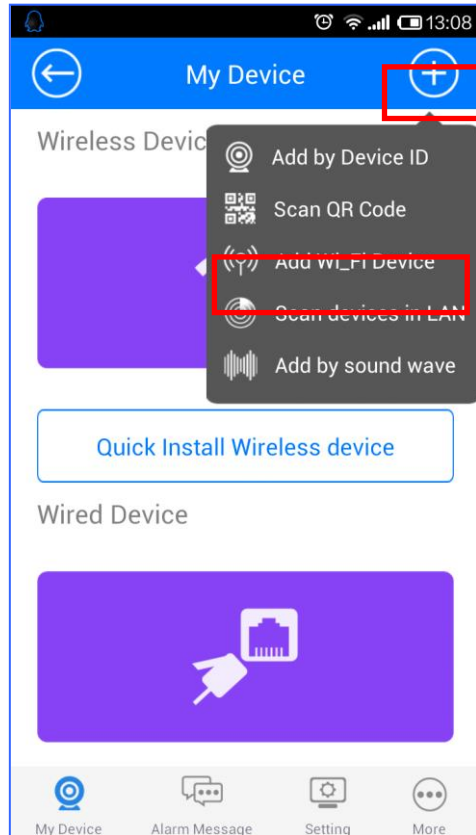 13:08
My Device
Wireless Devic
Add by Device ID
Scan QR Code
Add Wi_Fi Device
Scan devices in LAN
Add by sound wave
Quick Install Wireless device
Wired Device
My Device
Alarm Message
Setting
More